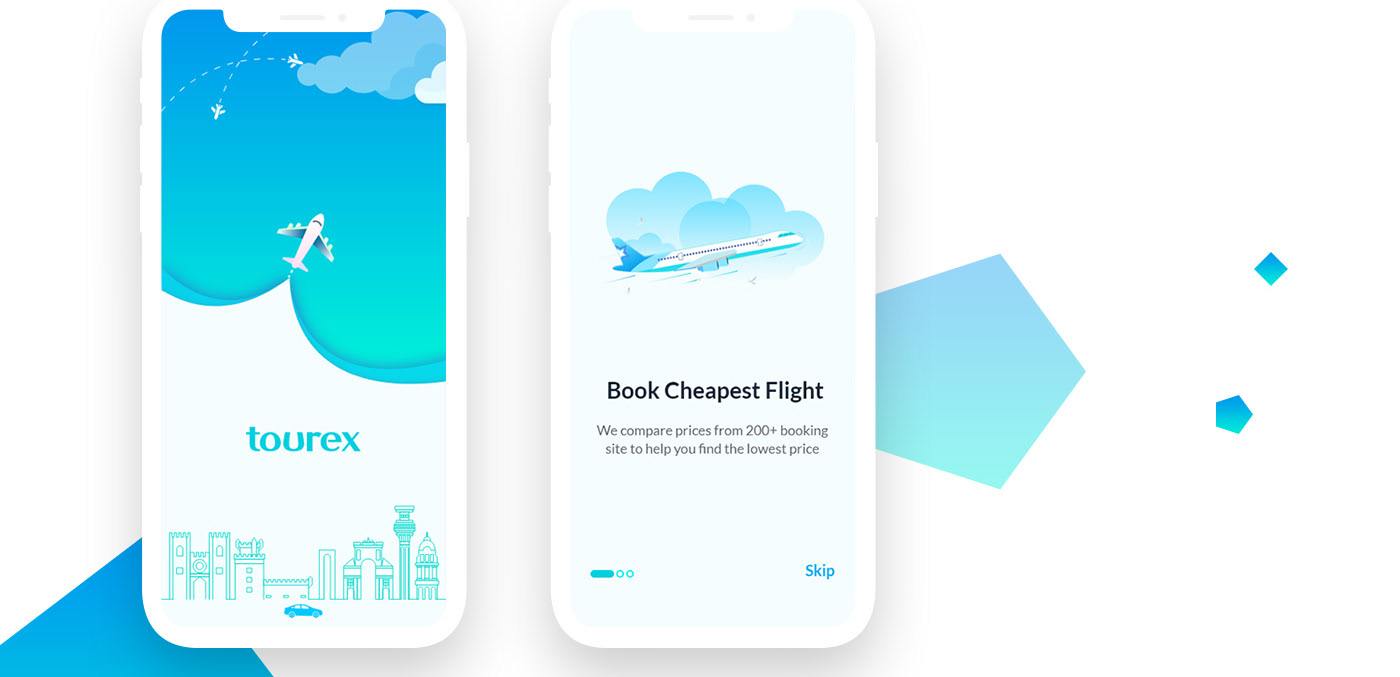 tourex
Book Cheapest Flight
We compare prices from 200+ booking
site to help you find the lowest price
Skip